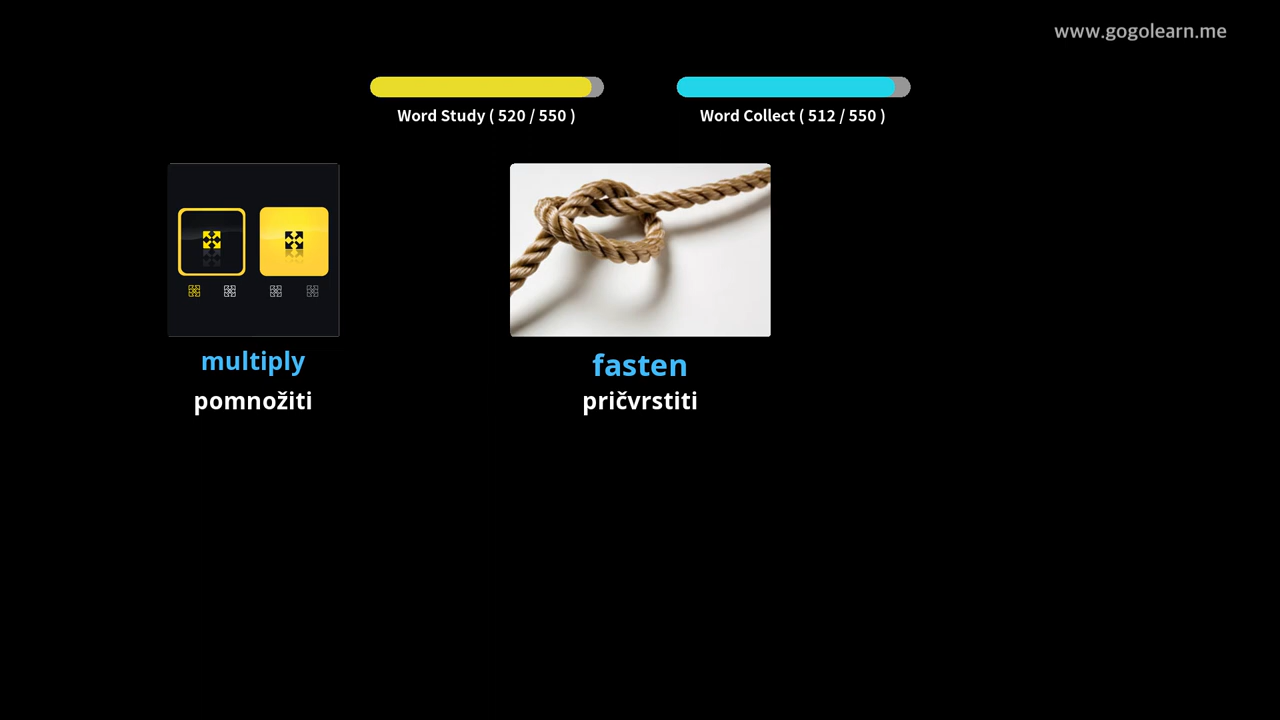 www.gogolearn.me
Word Study ( 520 / 550 )
Word Collect ( 512 / 550 )
multiply
pomnožiti
fasten
pričvrstiti